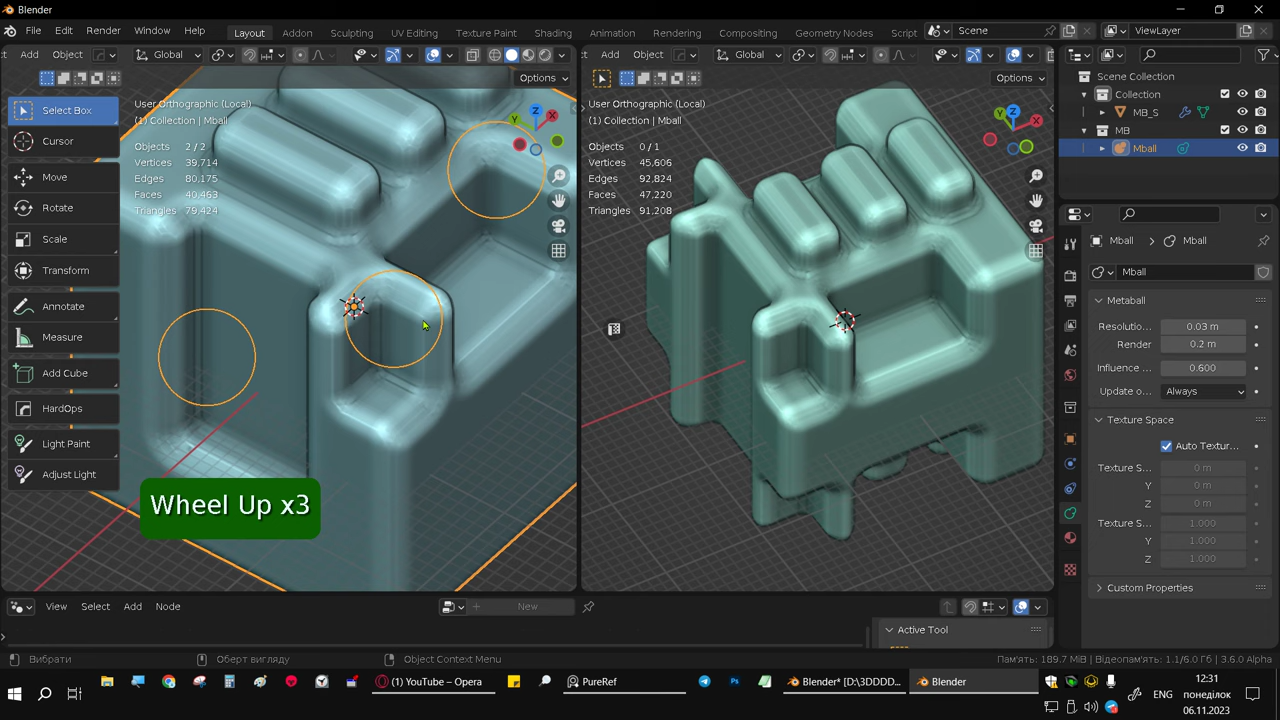 Blender
File Edit Render Window Help
Layout Addon Sculpting UV Editing Texture Paint Shading Animation Rendering Compositing Geometry Nodes
Scene
ViewLayer
Add Object Global
Add Object Global
Options
Options
Select Box
Cursor
Move
Rotate
Scale
Transform
Annotate
Measure
Add Cube
HardOps
Light Paint
Adjust Light
User Orthographic (Local)
(1) Collection | Mball
Objects 2 / 2
Vertices 39,714
Edges 80,175
Faces 40,463
Triangles 79,424
Z
Y
X
Wheel Up x3
User Orthographic (Local)
(1) Collection | Mball
Objects 0 / 1
Vertices 45,606
Edges 92,824
Faces 47,220
Triangles 91,208
Z
Y
X
Scene Collection
Collection
MB_S
MB
Mball
Mball Mball
Mball
Metaball
Resolutio... 0.03 m
Render 0.2 m
Influence ... 0.600
Update o... Always
Texture Space
Auto Textur...
Texture S... 0 m
Y 0 m
Z 0 m
Texture S... 1.000
Y 1.000
Z 1.000
Custom Properties
View Select Add Node
New
Active Tool
Вибрати
Оберт вигляду
Object Context Menu
Пам'ять: 189.7 MiB | Відеопам'ять: 1.1/6.0 Гб | 3.6.0 Alpha
(1) YouTube – Opera
PureRef
Blender* [D:\3DDDD...
Blender
ENG
12:31
понеділок
06.11.2023